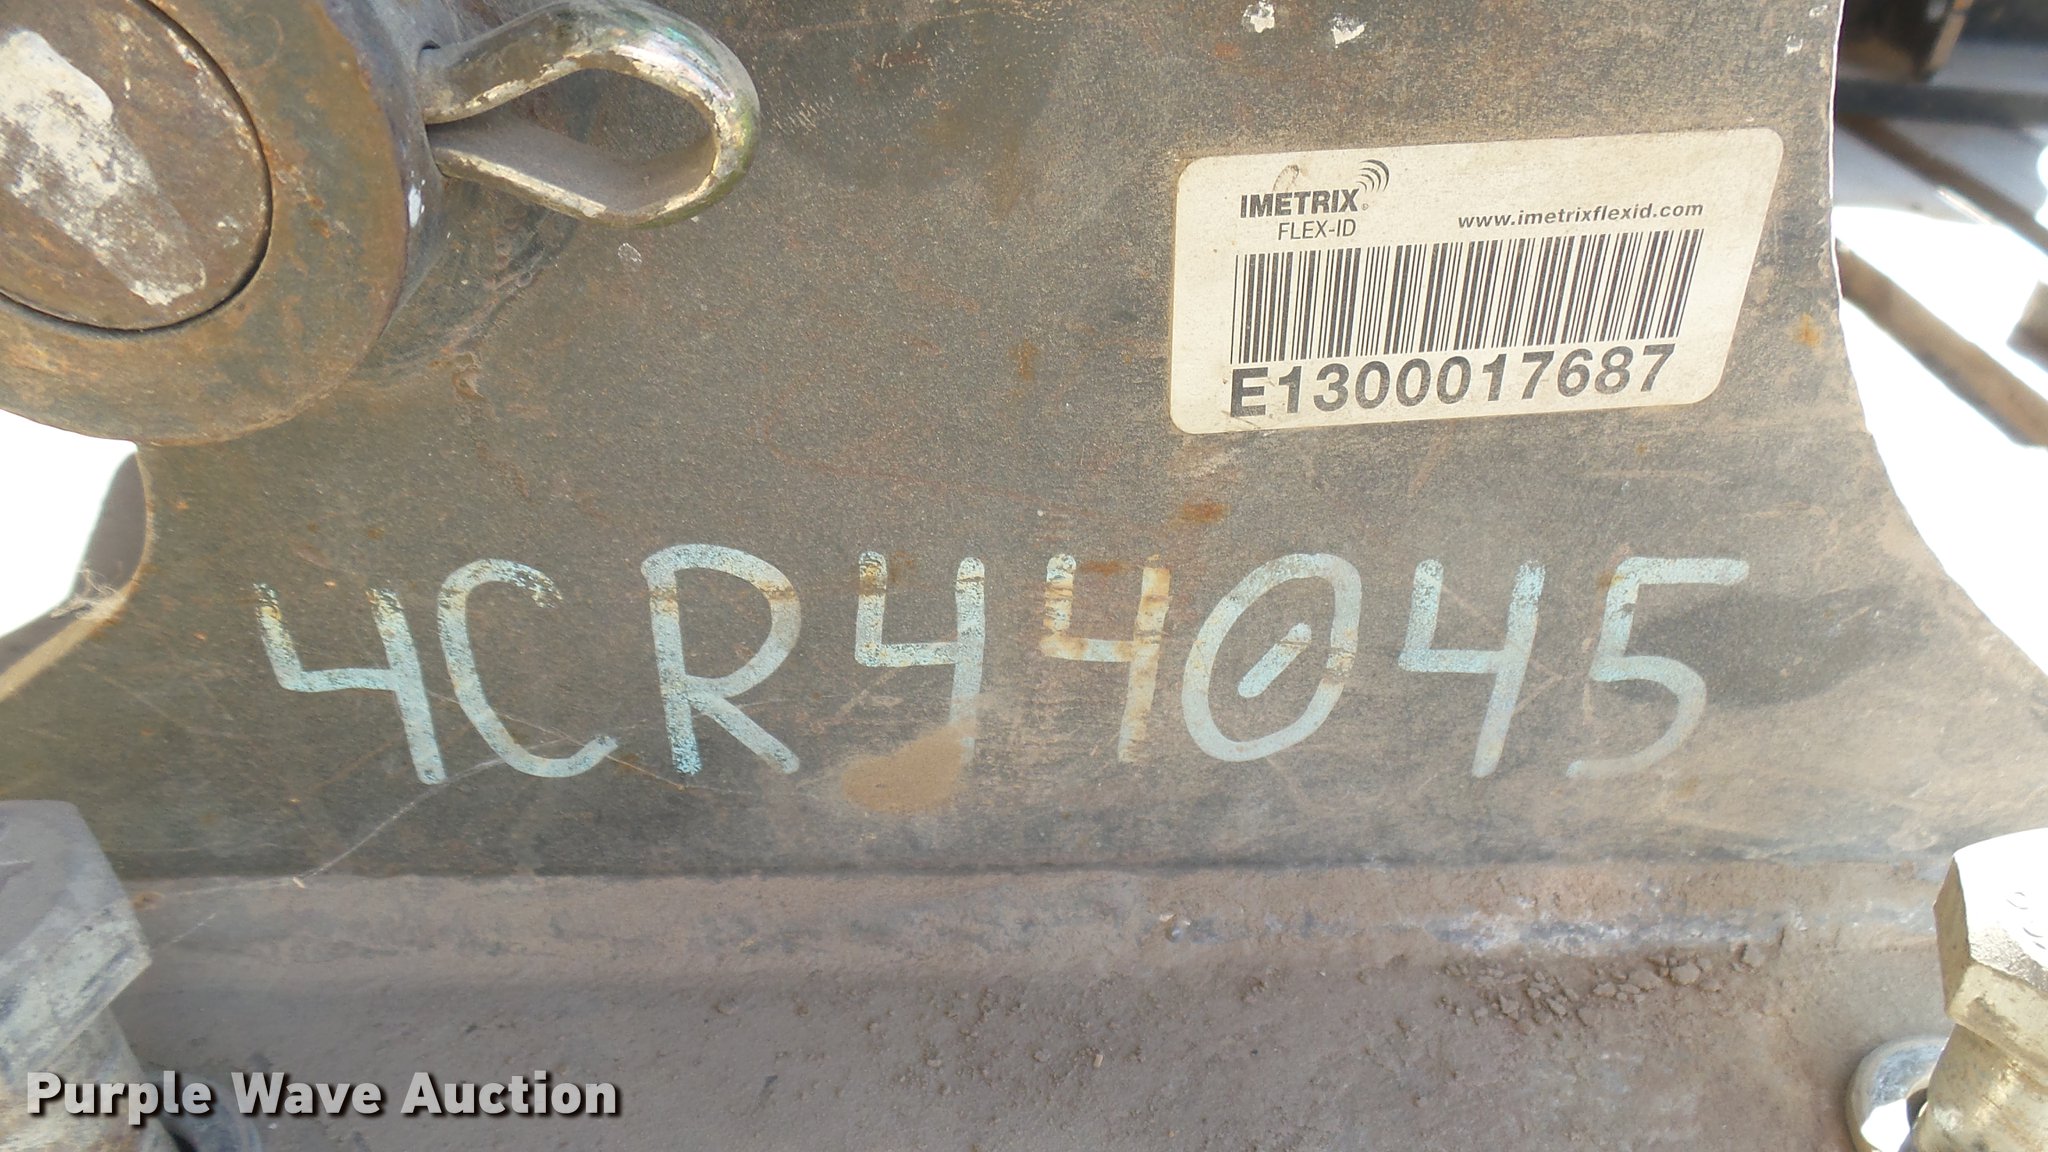 IMETRIX®
FLEX-ID
www.imetrixflexid.com
E1300017687
4CR44045
Purple Wave Auction